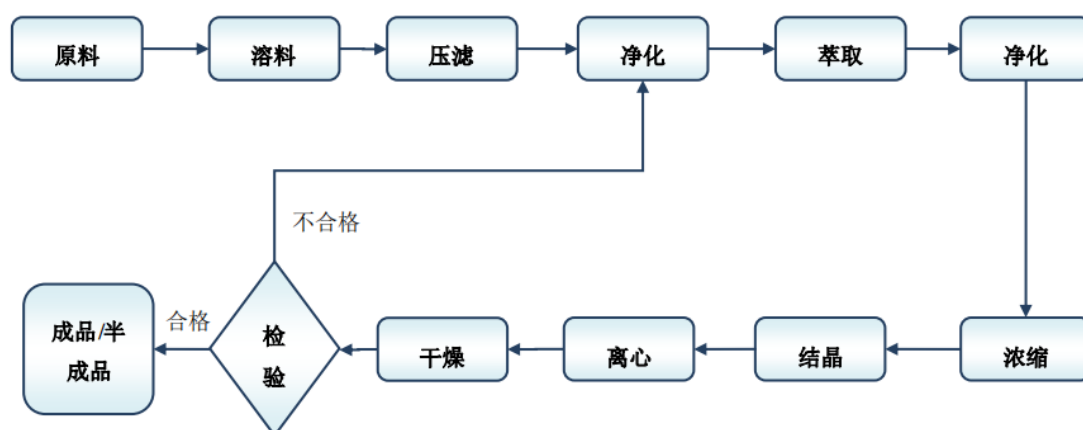 原料
溶料
压滤
净化
萃取
净化
不合格
成品/半
成品
合格
检
验
干燥
离心
结晶
浓缩